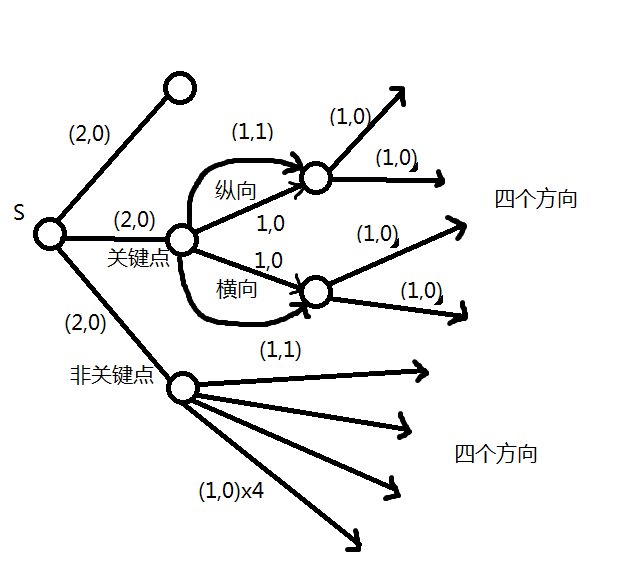 (1,0)
(2,0)
(1,1)
(1,0)
纵向
四个方向
S
(2,0)
1,0
(1,0)
关键点
1,0
横向
(1,0)
(2,0)
(1,1)
非关键点
四个方向
(1,0)x4